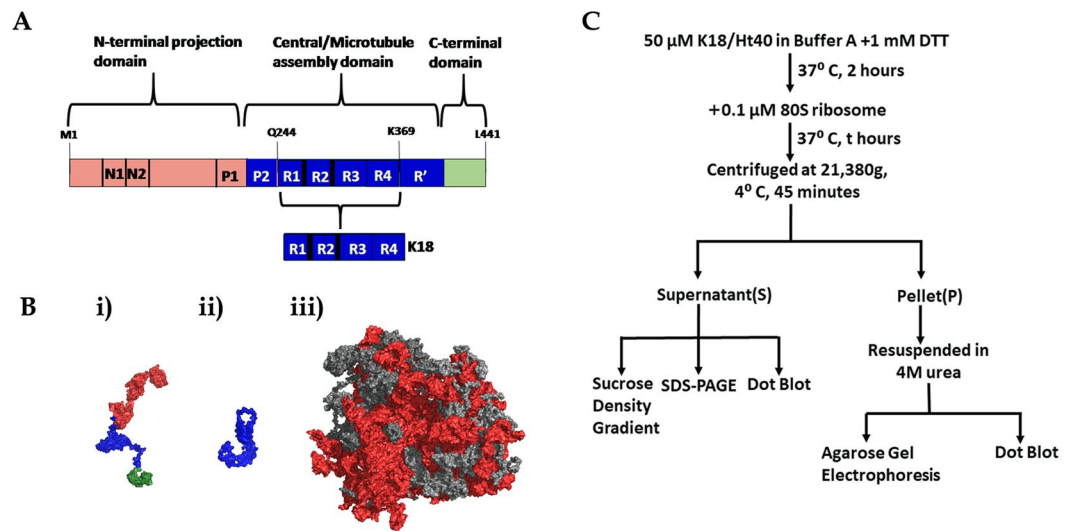 A
N-terminal projection
domain
Central/Microtubule
assembly domain
C-terminal
domain
M1
Q244
K369
L441
N1 N2 P1 P2 R1 R2 R3 R4 R'
R1 R2 R3 R4 K18
B i) ii) iii)
C
50 µM K18/Ht40 in Buffer A +1 mM DTT
37⁰ C, 2 hours
+0.1 µM 80S ribosome
37⁰ C, t hours
Centrifuged at 21,380g,
4⁰ C, 45 minutes
Supernatant(S)
Pellet(P)
Sucrose
Density
Gradient
SDS-PAGE
Dot Blot
Resuspended in
4M urea
Agarose Gel
Electrophoresis
Dot Blot